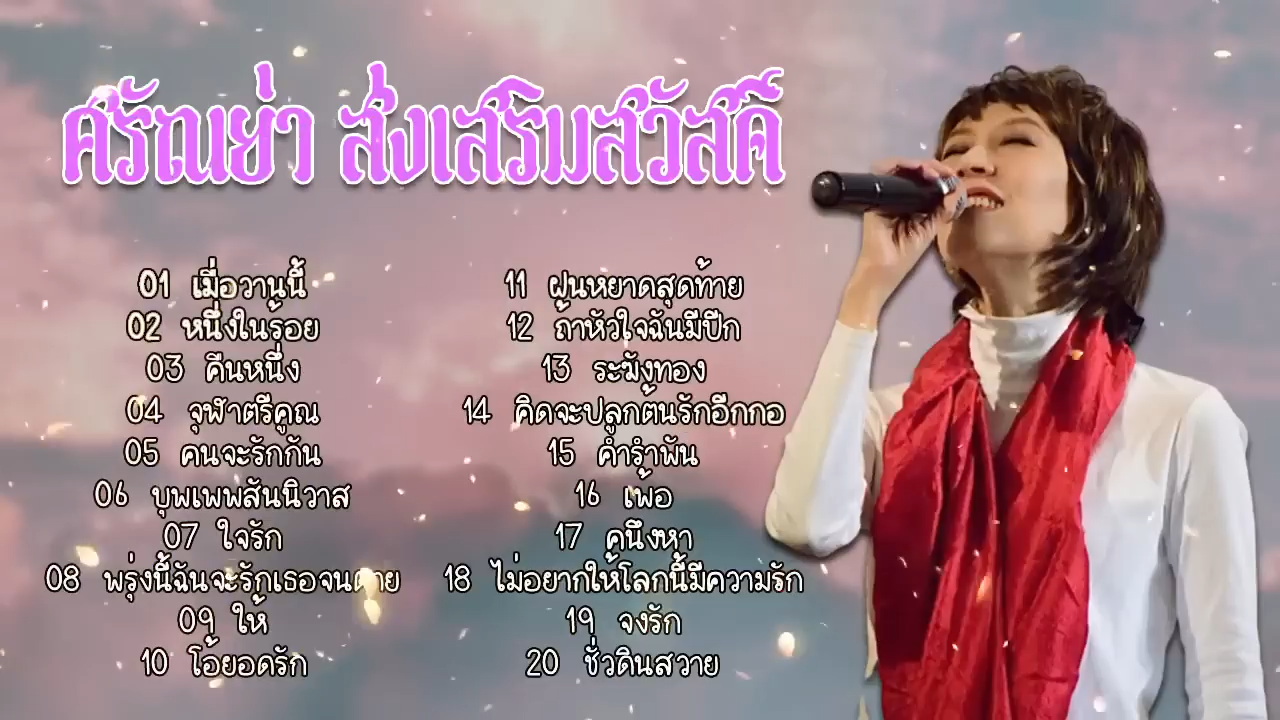 ศรัณย่า ส่งเสริมสวัสดิ์
01 เมื่อวานนี้
02 หนึ่งในร้อย
03 คืนหนึ่ง
04 จุฬาตรีคูณ
05 คนจะรักกัน
06 บุพเพพสันนิวาส
07 ใจรัก
08 พรุ่งนี้ฉันจะรักเธอจนตาย
09 ให้
10 โอ้ยอดรัก
11 ฝนหยาดสุดท้าย
12 ถ้าหัวใจฉันมีปีก
13 ระฆังทอง
14 คิดจะปลูกต้นรักอีกกอ
15 คำรำพัน
16 เพ้อ
17 คนึงหา
18 ไม่อยากให้โลกนี้มีความรัก
19 จงรัก
20 ชั่วดินสวาย